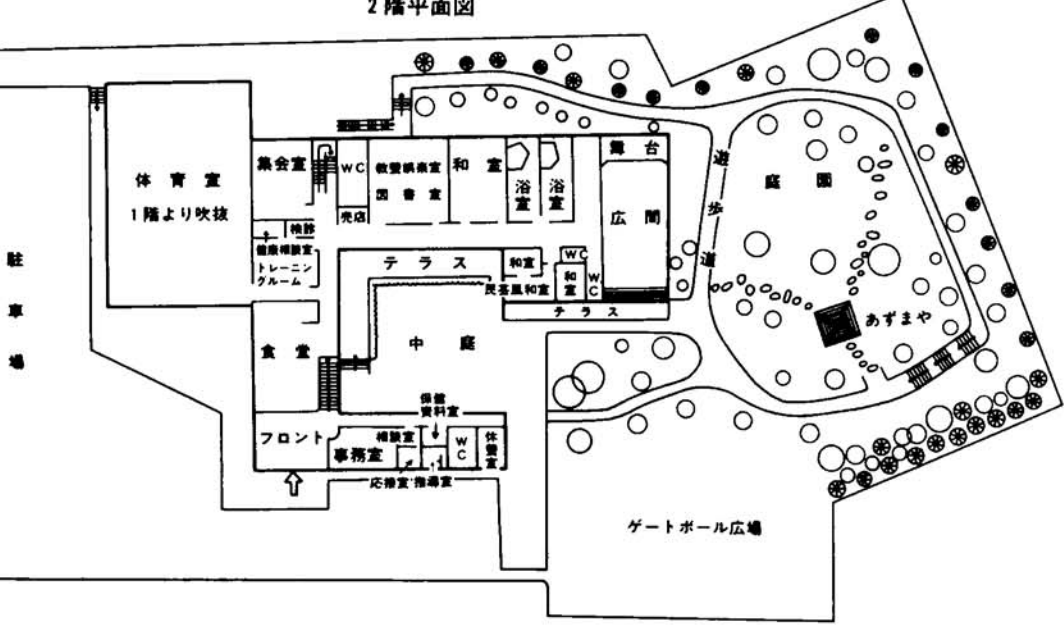 2階平面図
体育室
1階より吹抜
集会室
WC
売店
教養娯楽室
図書室
和室
浴室
浴室
舞台
広間
遊歩道
庭園
検診
健康相談室
トレーニン
グルーム
テラス
和室
WC
和室
WC
民芸風和室
テラス
駐車場
食堂
中庭
あずまや
保健
資料室
フロント
事務室
相談室
WC
休養室
応接室
指導室
ゲートボール広場